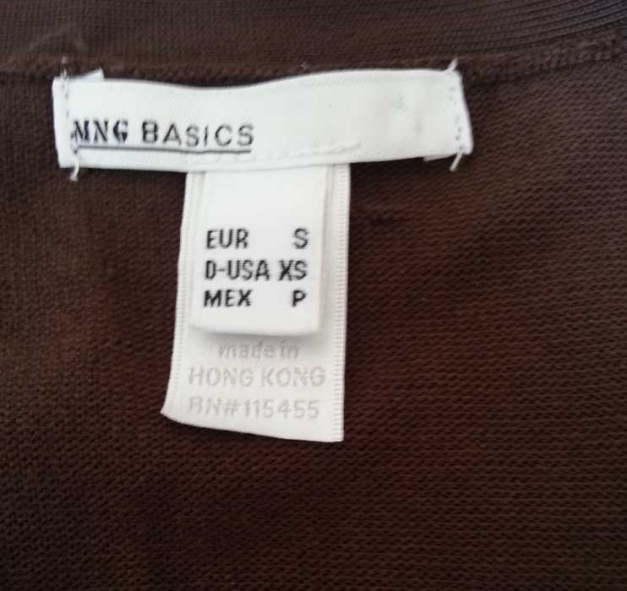 MNG BASICS
EUR S
D-USA XS
MEX P
made in
HONG KONG
RN#115455